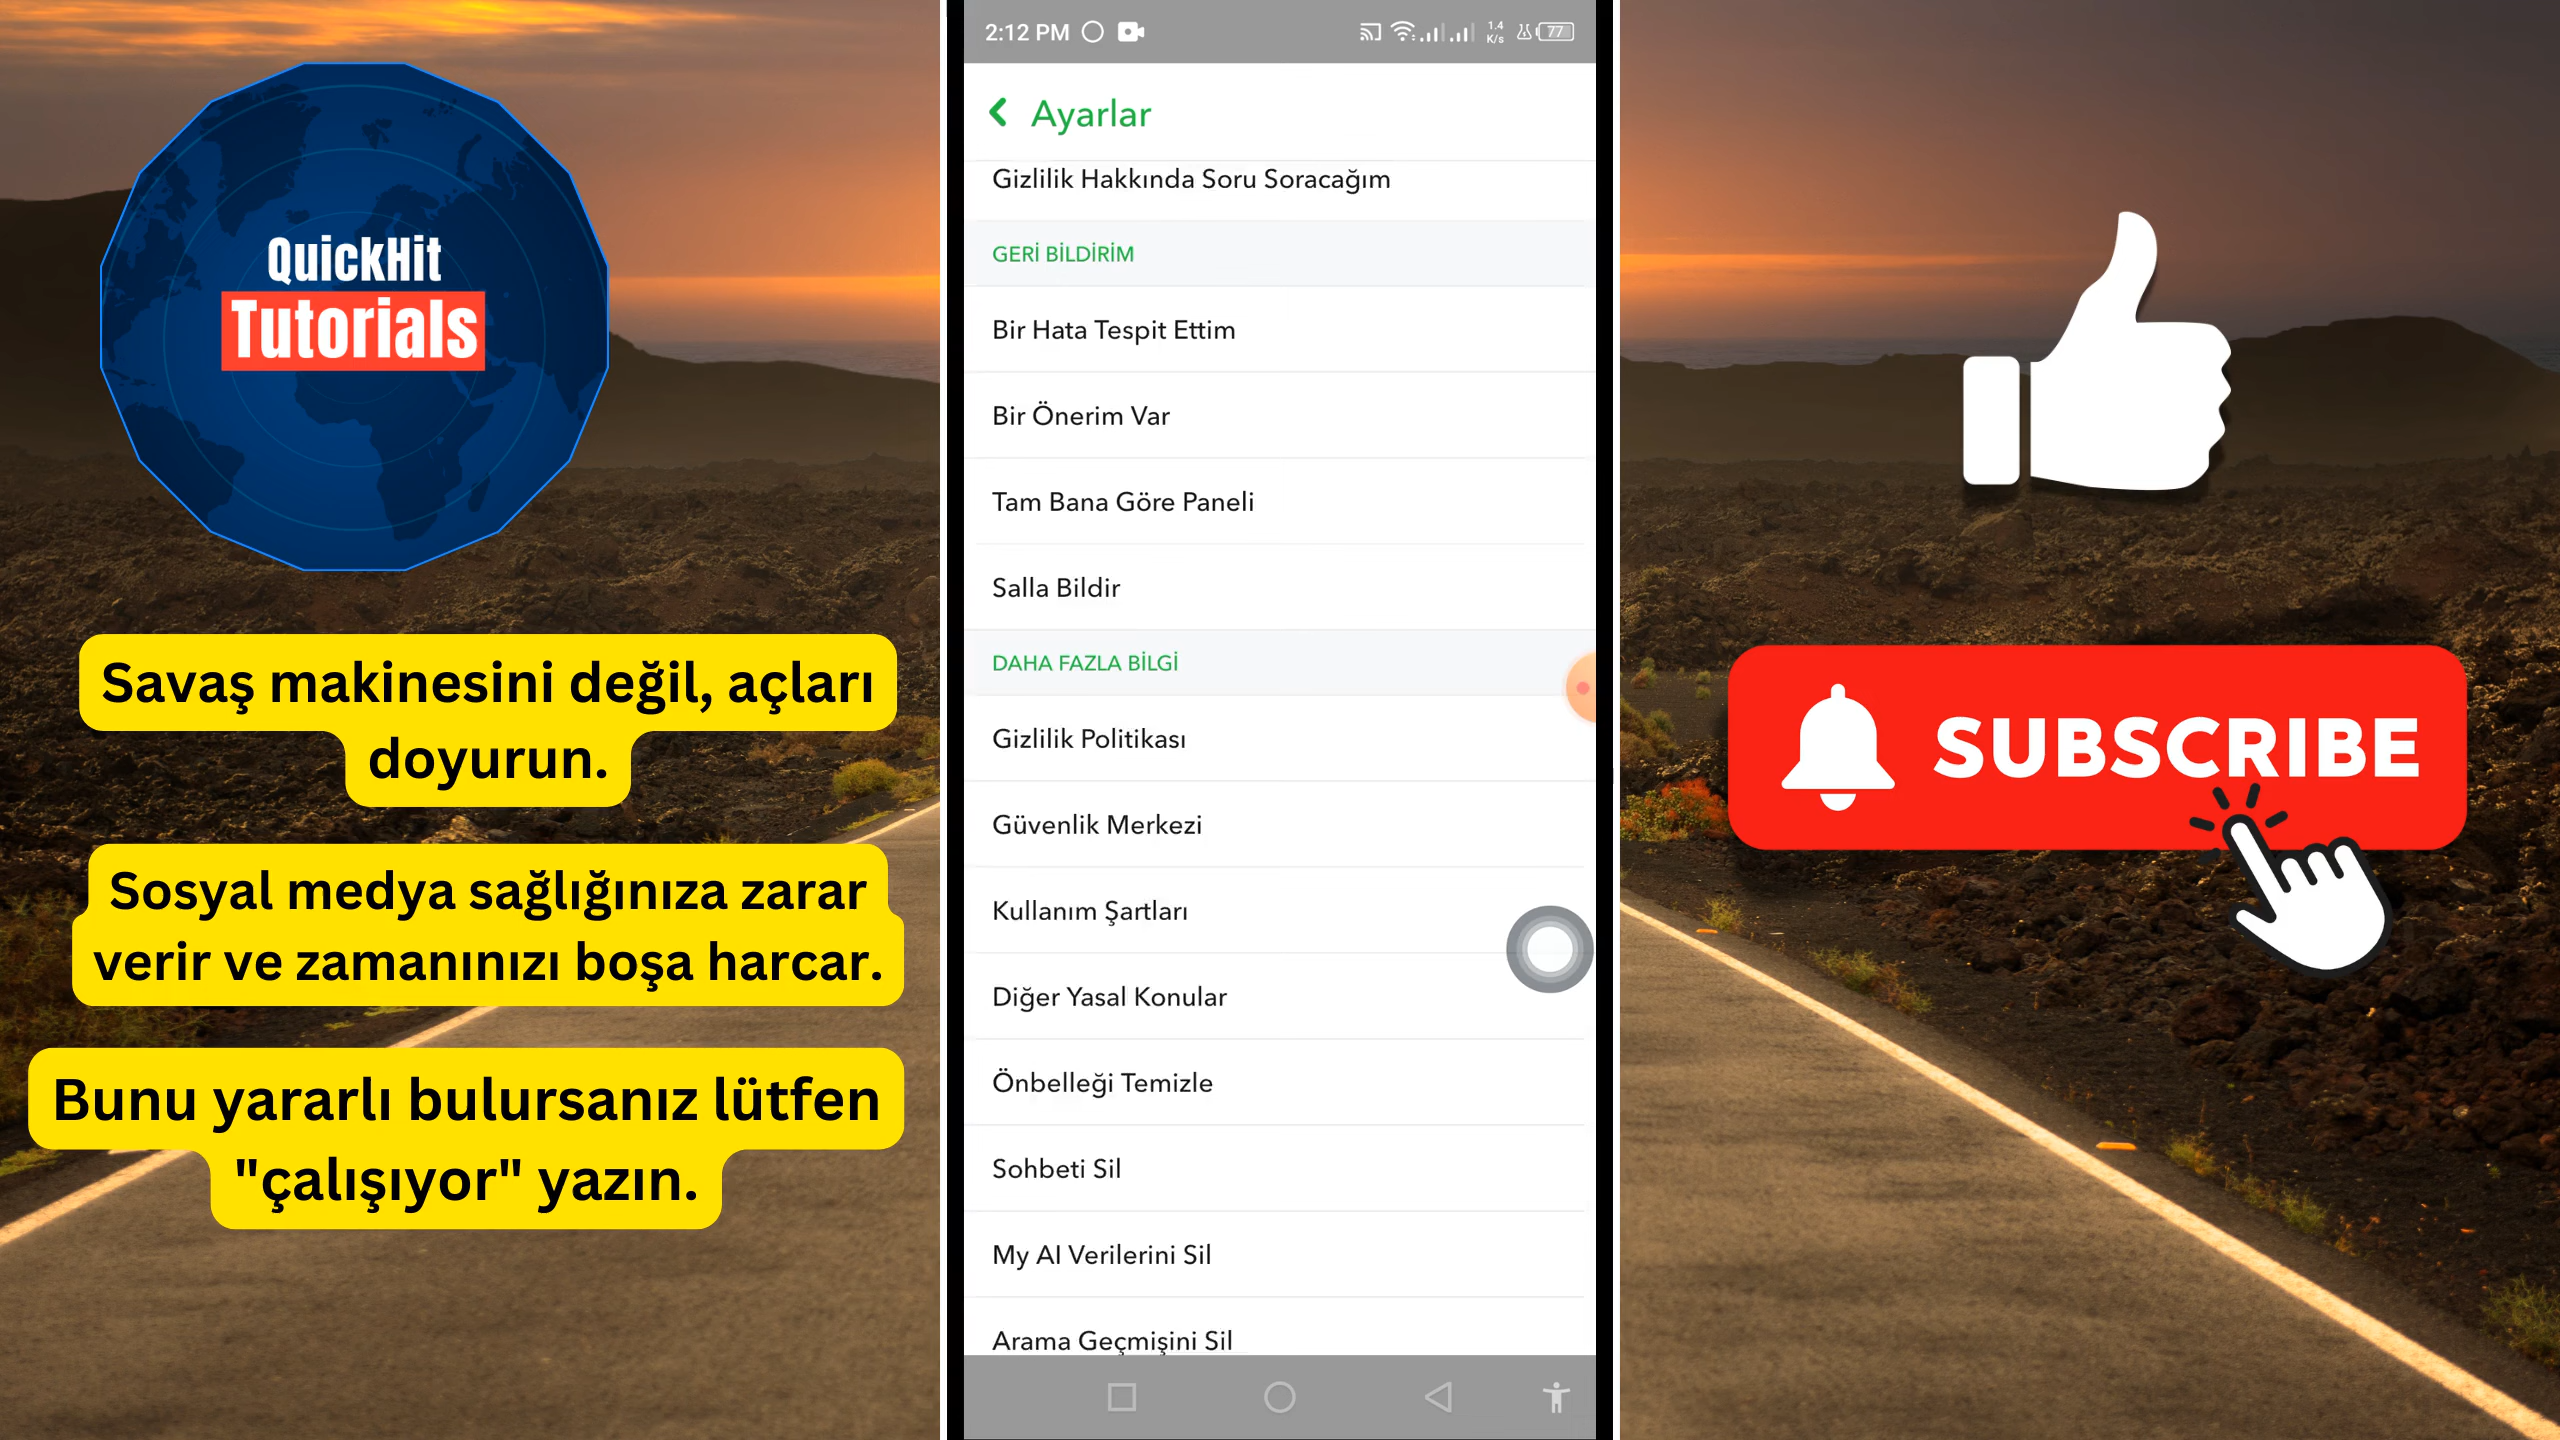 QuickHit
Tutorials
Savaş makinesini değil, açları
doyurun.
Sosyal medya sağlığınıza zarar
verir ve zamanınızı boşa harcar.
Bunu yararlı bulursanız lütfen
"çalışıyor" yazın.
2:12 PM
1.4
K/s
77
Ayarlar
Gizlilik Hakkında Soru Soracağım
GERİ BİLDİRİM
Bir Hata Tespit Ettim
Bir Önerim Var
Tam Bana Göre Paneli
Salla Bildir
DAHA FAZLA BİLGİ
Gizlilik Politikası
Güvenlik Merkezi
Kullanım Şartları
Diğer Yasal Konular
Önbelleği Temizle
Sohbeti Sil
My AI Verilerini Sil
Arama Geçmişini Sil
SUBSCRIBE